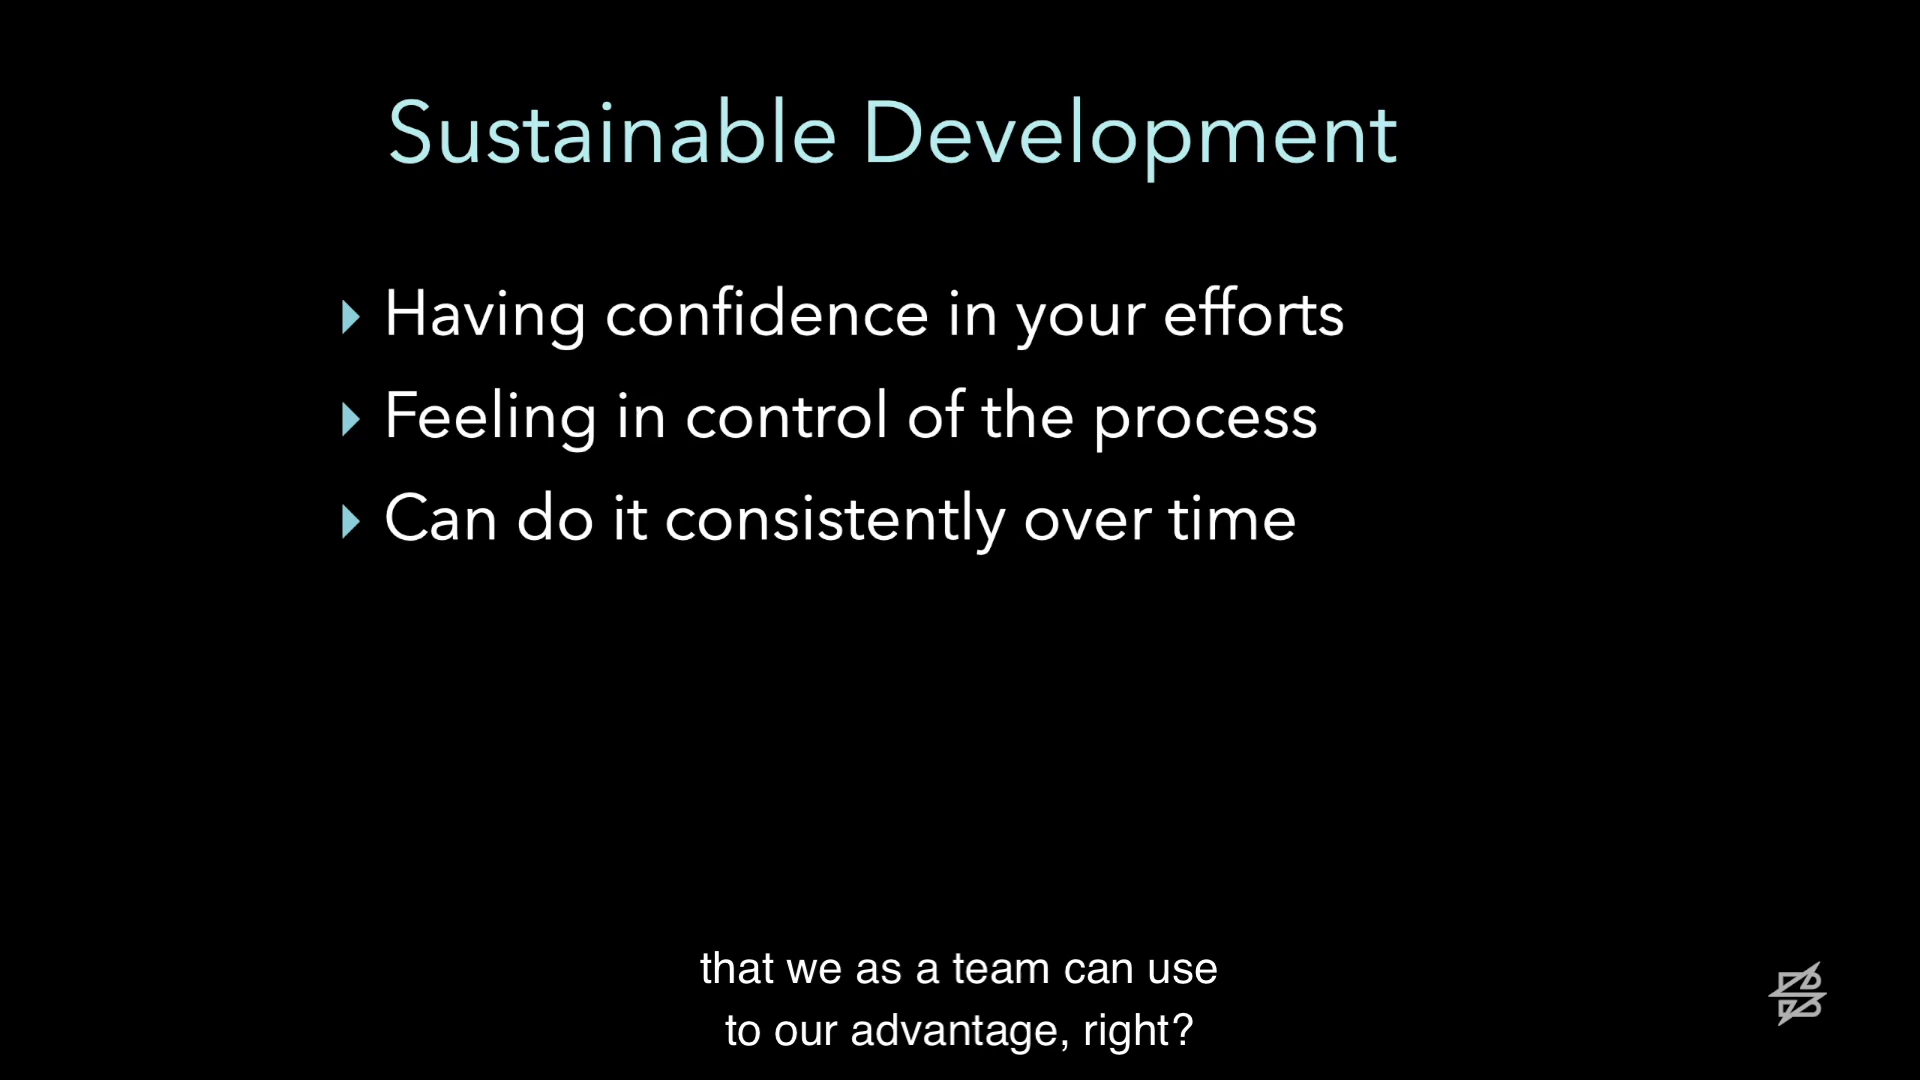 Sustainable Development
Having confidence in your efforts
Feeling in control of the process
Can do it consistently over time
that we as a team can use
to our advantage, right?